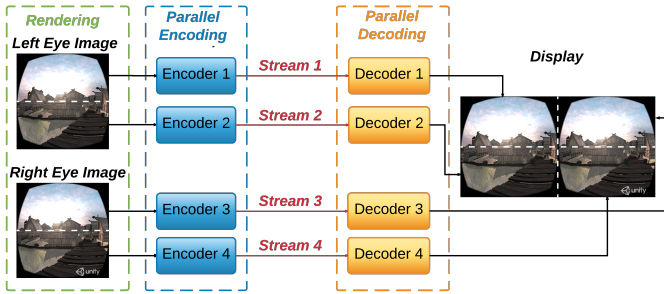 Rendering
Parallel
Encoding
Parallel
Decoding
Left Eye Image
Encoder 1
Stream 1
Decoder 1
Display
Encoder 2
Stream 2
Decoder 2
Right Eye Image
unity
Encoder 3
Stream 3
Decoder 3
Encoder 4
Stream 4
Decoder 4
unity